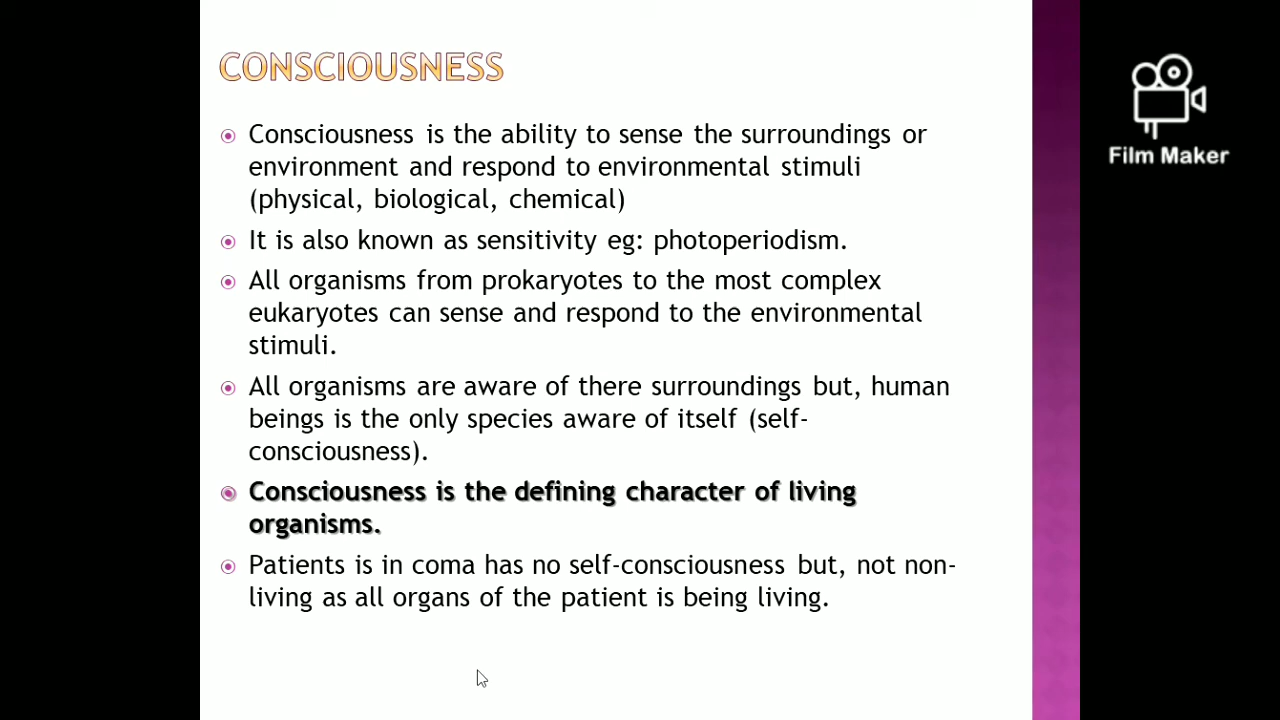 CONSCIOUSNESS
Consciousness is the ability to sense the surroundings or
environment and respond to environmental stimuli
(physical, biological, chemical)
It is also known as sensitivity eg: photoperiodism.
All organisms from prokaryotes to the most complex
eukaryotes can sense and respond to the environmental
stimuli.
All organisms are aware of there surroundings but, human
beings is the only species aware of itself (self-
consciousness).
Consciousness is the defining character of living
organisms.
Patients is in coma has no self-consciousness but, not non-
living as all organs of the patient is being living.
Film Maker